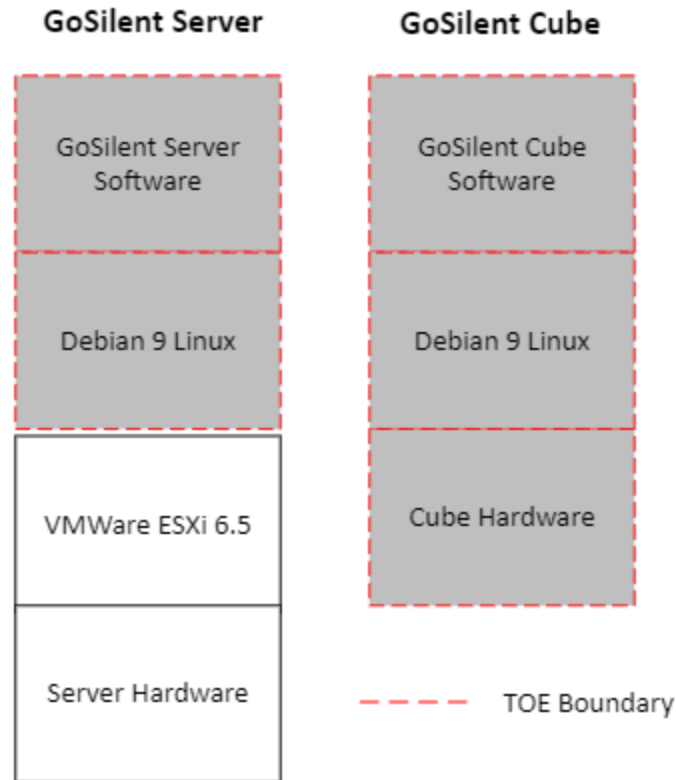 GoSilent Server
GoSilent Server
Software
Debian 9 Linux
VMWare ESXi 6.5
Server Hardware
GoSilent Cube
GoSilent Cube
Software
Debian 9 Linux
Cube Hardware
TOE Boundary